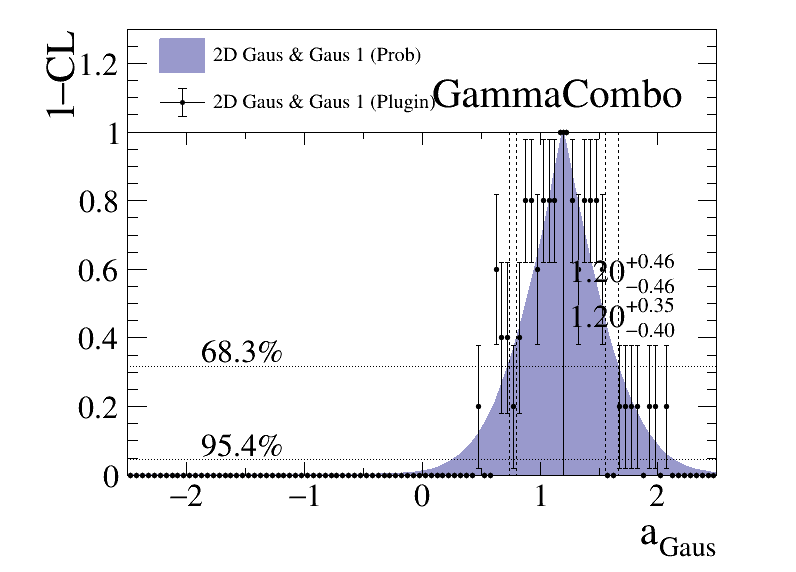 1–CL
2D Gaus & Gaus 1 (Prob)
2D Gaus & Gaus 1 (Plugin)
GammaCombo
1.2
1
0.8
0.6
0.4
0.2
0
1.20 +0.46 −0.46
1.20 +0.35 −0.40
68.3%
95.4%
−2 −1 0 1 2
a Gaus